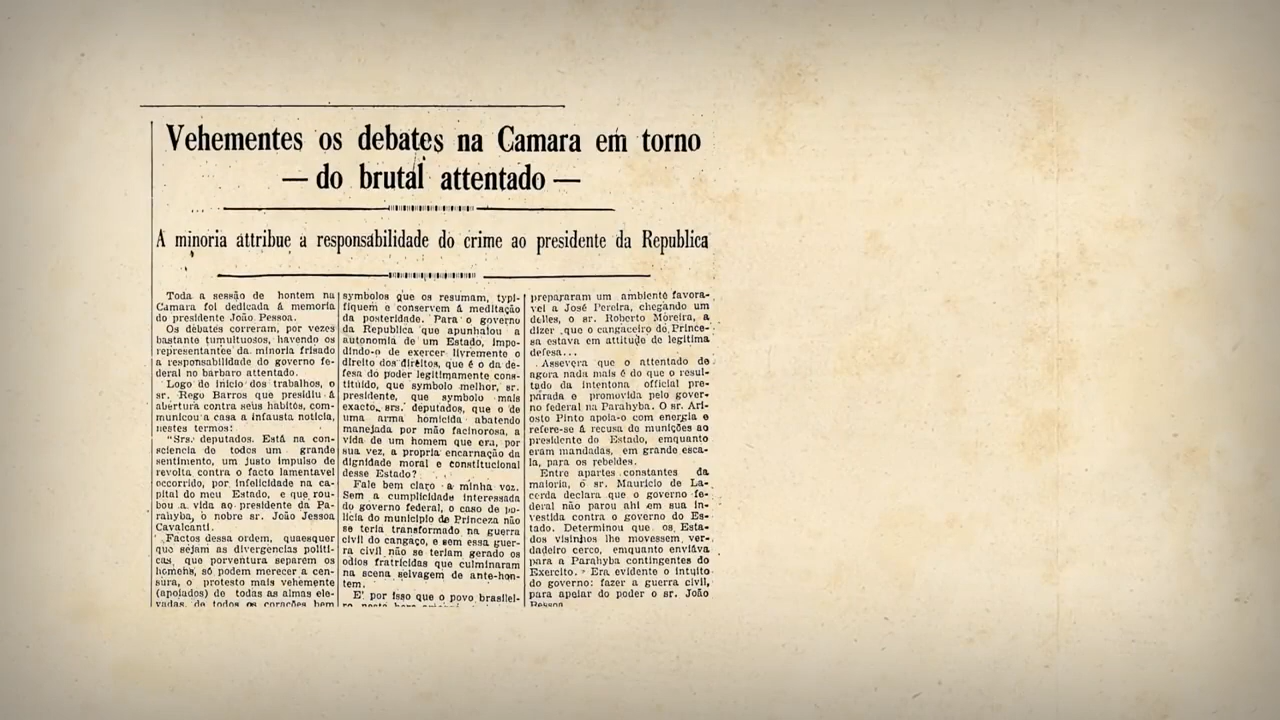 Vehementes os debates na Camara em torno
— do brutal attentado —
A minoria attribue a responsabilidade do crime ao presidente da Republica
Toda a sessão de hontem na
Camara foi dedicada á memoria
do presidente João Pessoa.
Os debates correram, por vezes
bastante tumultuosos, havendo os
representantes da minoria frisado
a responsabilidade do governo fe-
deral no barbaro attentado.
Logo de inicio dos trabalhos, o
sr. Rego Barros que presidiu á
abertura contra seus habitos, com-
municou a casa a infausta noticia,
nestes termos:
"Srs. deputados. Está na con-
sciencia de todos um grande
sentimento, um justo impulso de
revolta contra o facto lamentavel
occorrido, por infelicidade na ca-
pital do meu Estado, e que rou-
bou a vida ao presidente da Pa-
rahyba, o nobre sr. João Jessoa
Cavalcanti.
Factos dessa ordem, quaesquer
que sejam as divergencias politi-
cas, que porventura separem os
homens, só podem merecer a cen-
sura, o protesto mais vehemente
(apoiados) de todas as almas ele-
vadas, de todos os corações bem
symbolos que os resumam, typi-
fiquem e conservem á meditação
da posteridade. Para o governo
da Republica que apunhalou a
autonomia de um Estado, impe-
dindo-o de exercer livremente o
direito dos direitos, que é o da de-
fesa do poder legitimamente cons-
tituido, que symbolo melhor, sr.
presidente, que symbolo mais
exacto, srs. deputados, que o de
uma arma homicida abatendo
manejada por mão facinorosa, a
vida de um homem que era, por
sua vez, a propria encarnação da
dignidade moral e constitucional
desse Estado?
Fale bem claro a minha voz.
Sem a cumplicidade interessada
do governo federal, o caso de po-
licia do municipio de Princeza não
se teria transformado na guerra
civil do cangaço, e sem essa guer-
ra civil não se teriam gerado os
odios fratricidas que culminaram
na scena selvagem de ante-hon-
tem.
E' por isso que o povo brasilei-
prepararam um ambiente favora-
vel a José Pereira, chegando um
delles, o sr. Roberto Moreira, a
dizer que o cangaceiro de Prince-
sa estava em attitude de legitima
defesa...
Assevera que o attentado de
agora nada mais é do que o resul-
tado da intentona official pre-
parada e promovida pelo gover-
no federal na Parahyba. O sr. Ari-
osto Pinto apoia-o com energia e
refere-se á recusa de munições ao
presidente do Estado, emquanto
eram mandadas, em grande esca-
la, para os rebeldes.
Entre apartes constantes da
maioria, o sr. Mauricio de La-
cerda declara que o governo fe-
deral não parou ahi em sua in-
vestida contra o governo do Es-
tado. Determinou que os Esta-
dos visinhos lhe movessem, ver-
dadeiro cerco, emquanto enviava
para a Parahyba contingentes do
Exercito. Era evidente o intuito
do governo: fazer a guerra civil,
para apeiar do poder o sr. João
Pessoa